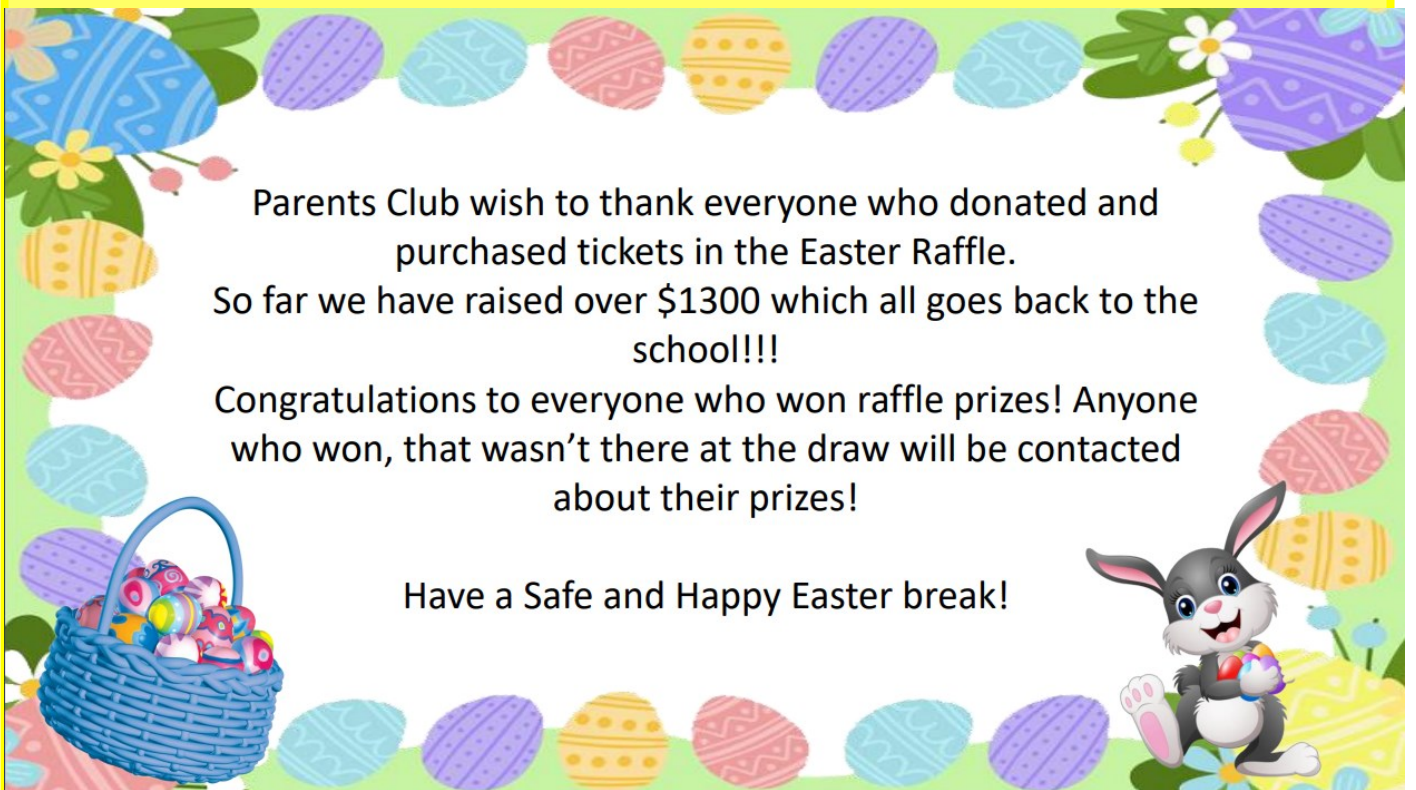 Parents Club wish to thank everyone who donated and
purchased tickets in the Easter Raffle.
So far we have raised over $1300 which all goes back to the
school!!!
Congratulations to everyone who won raffle prizes! Anyone
who won, that wasn’t there at the draw will be contacted
about their prizes!
Have a Safe and Happy Easter break!